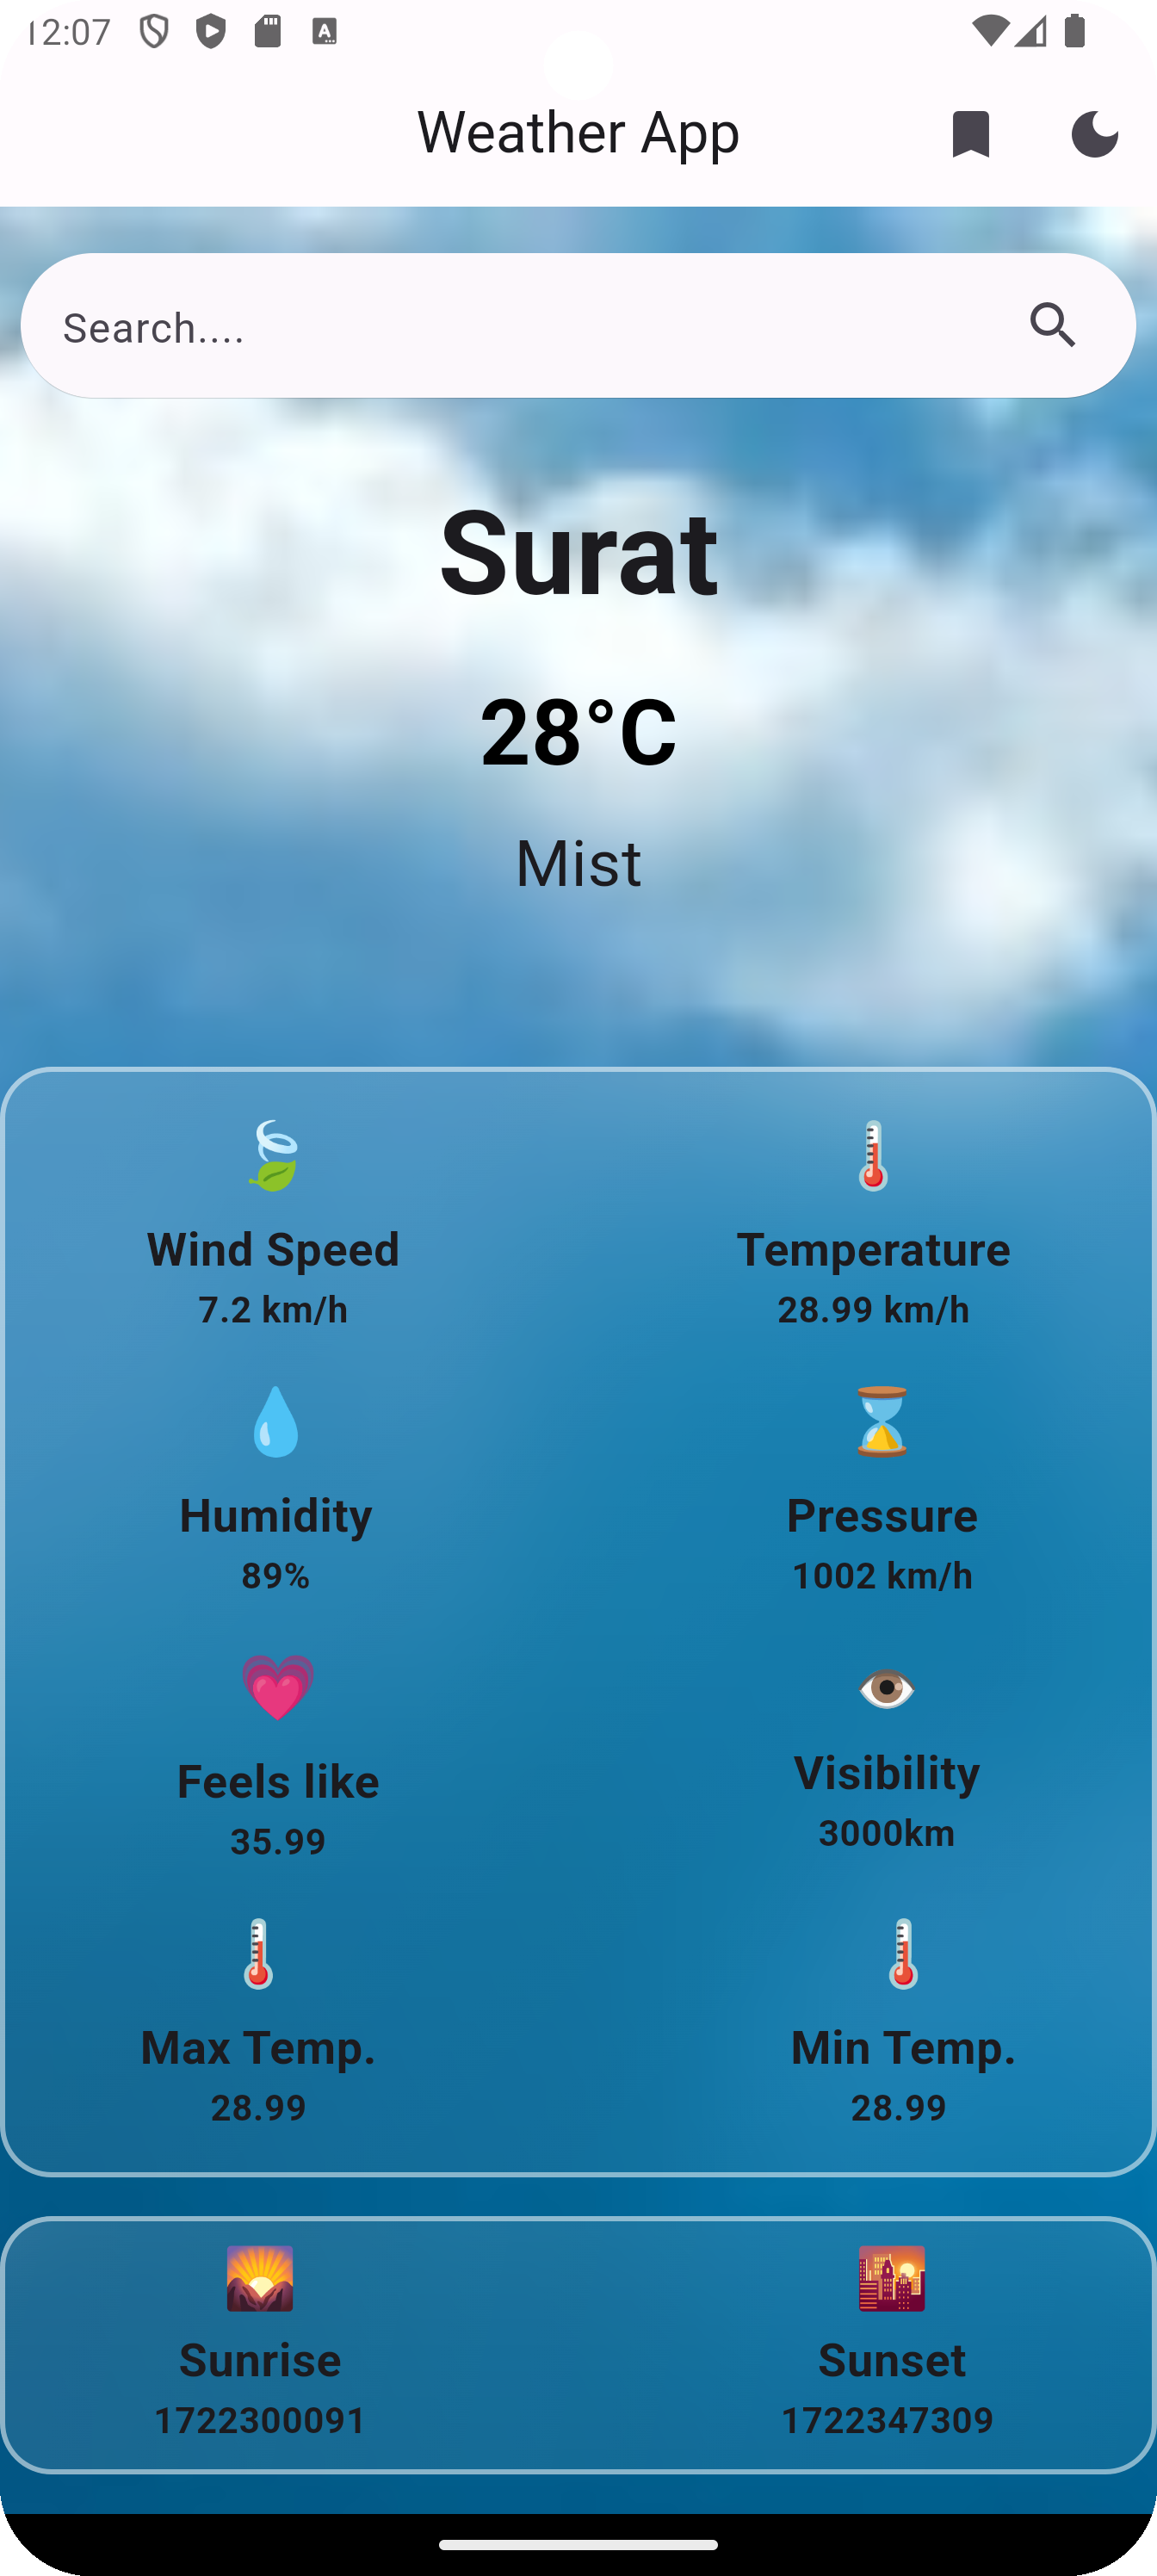 12:07
Weather App
Search....
Surat
28°C
Mist
Wind Speed Temperature
7.2 km/h 28.99 km/h
Humidity Pressure
89% 1002 km/h
Feels like Visibility
35.99 3000km
Max Temp. Min Temp.
28.99 28.99
Sunrise Sunset
1722300091 1722347309